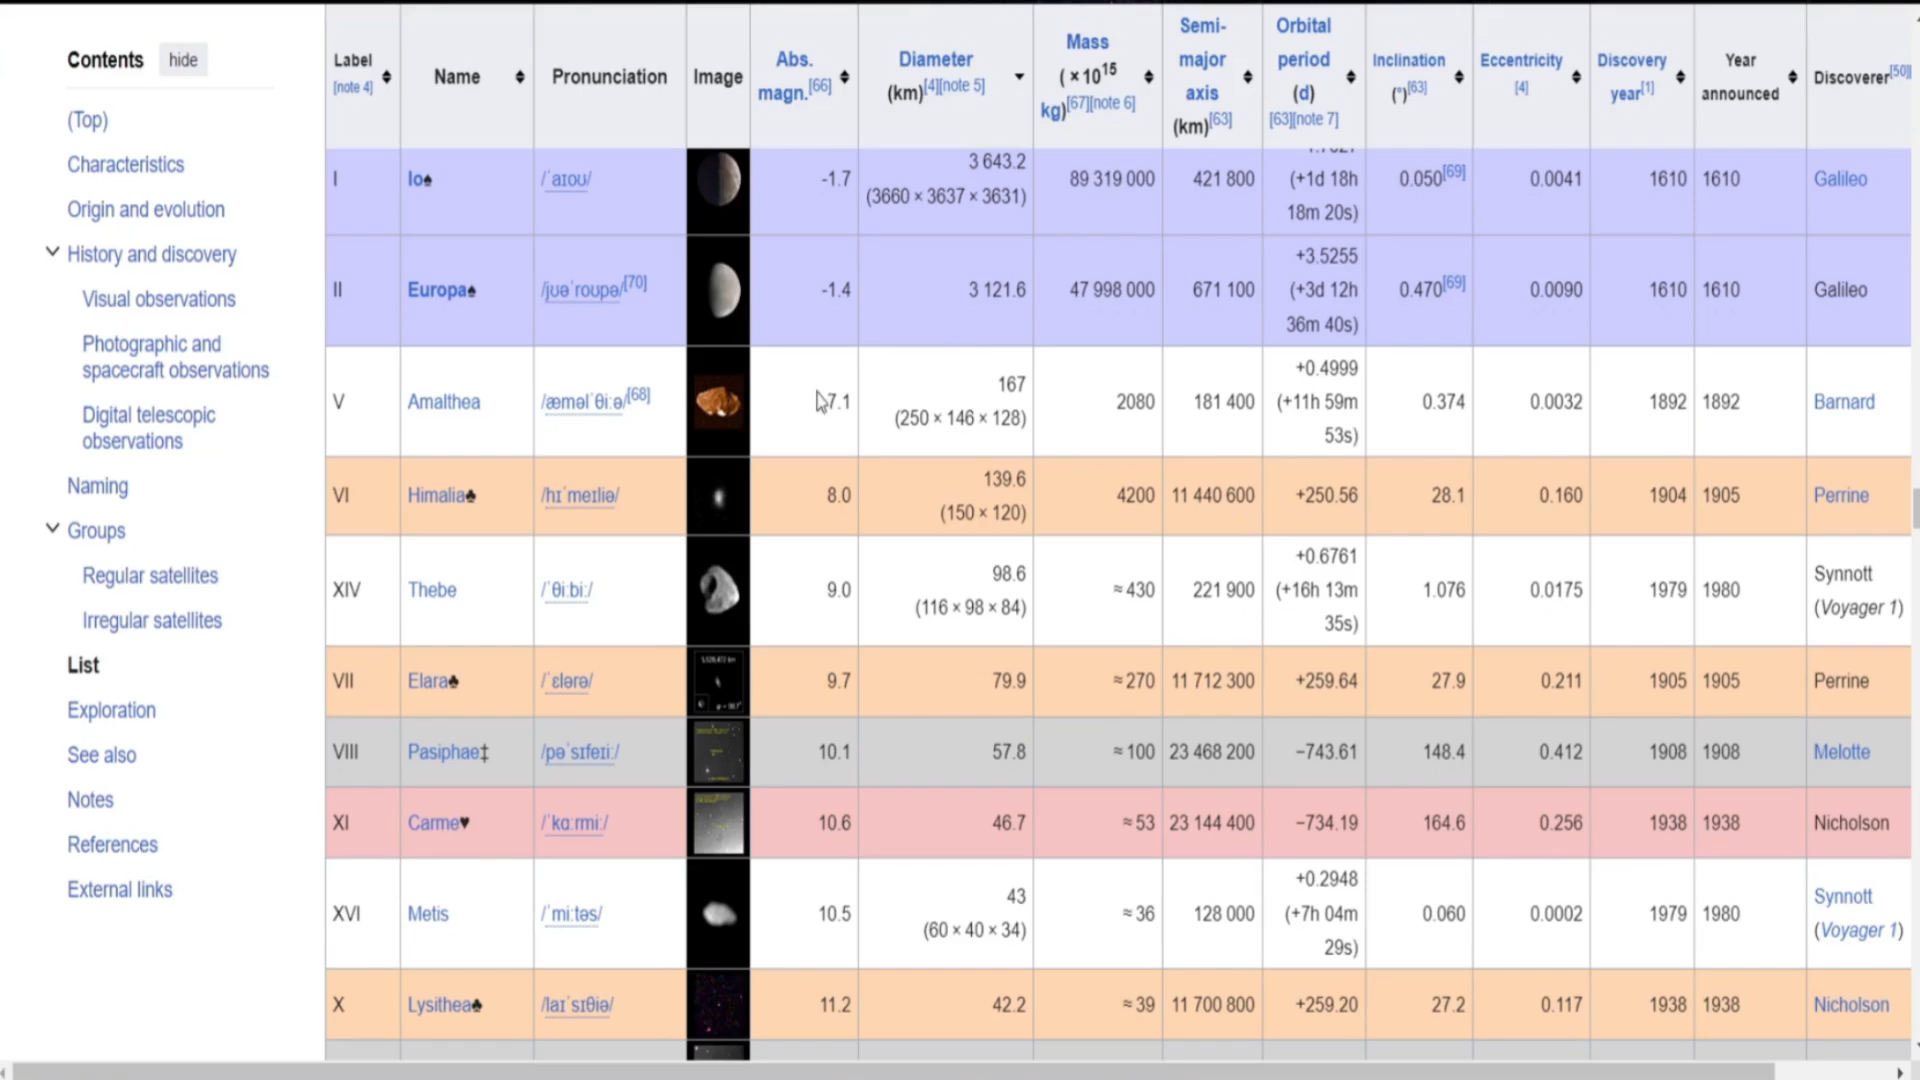 Contents hide
(Top)
Characteristics
Origin and evolution
History and discovery
Visual observations
Photographic and
spacecraft observations
Digital telescopic
observations
Naming
Groups
Regular satellites
Irregular satellites
List
Exploration
See also
Notes
References
External links
Label
[note 4]
Name
Pronunciation
Image
Abs.
magn.[66]
Diameter
(km)[4][note 5]
Mass
(×10¹⁵
kg)[67][note 6]
Semi-
major
axis
(km)[63]
Orbital
period
(d)
[63][note 7]
Inclination
(°)[63]
Eccentricity
[4]
Discovery
year[1]
Year
announced
Discoverer[50]
I Io♠ /ˈaɪoʊ/ -1.7 3 643.2
(3660 × 3637 × 3631) 89 319 000 421 800
(+1d 18h
18m 20s) 0.050[69] 0.0041 1610 1610 Galileo
II Europa♠ /jʊəˈroʊpə/[70] -1.4 3 121.6 47 998 000 671 100 +3.5255
(+3d 12h
36m 40s) 0.470[69] 0.0090 1610 1610 Galileo
V Amalthea /æməlˈθiːə/[68] 7.1 167
(250 × 146 × 128) 2080 181 400 +0.4999
(+11h 59m
53s) 0.374 0.0032 1892 1892 Barnard
VI Himalia♣ /hɪˈmeɪliə/ 8.0 139.6
(150 × 120) 4200 11 440 600 +250.56 28.1 0.160 1904 1905 Perrine
XIV Thebe /ˈθiːbiː/ 9.0 98.6
(116 × 98 × 84) ≈430 221 900 +0.6761
(+16h 13m
35s) 1.076 0.0175 1979 1980 Synnott
(Voyager 1)
VII Elara♣ /ˈɛlərə/ 9.7 79.9 ≈270 11 712 300 +259.64 27.9 0.211 1905 1905 Perrine
VIII Pasiphae‡ /pəˈsɪfeɪiː/ 10.1 57.8 ≈100 23 468 200 −743.61 148.4 0.412 1908 1908 Melotte
XI Carme♥ /ˈkɑːrmiː/ 10.6 46.7 ≈53 23 144 400 −734.19 164.6 0.256 1938 1938 Nicholson
XVI Metis /ˈmiːtəs/ 10.5 43
(60 × 40 × 34) ≈36 128 000 +0.2948
(+7h 04m
29s) 0.060 0.0002 1979 1980 Synnott
(Voyager 1)
X Lysithea♣ /laɪˈsɪθiə/ 11.2 42.2 ≈39 11 700 800 +259.20 27.2 0.117 1938 1938 Nicholson